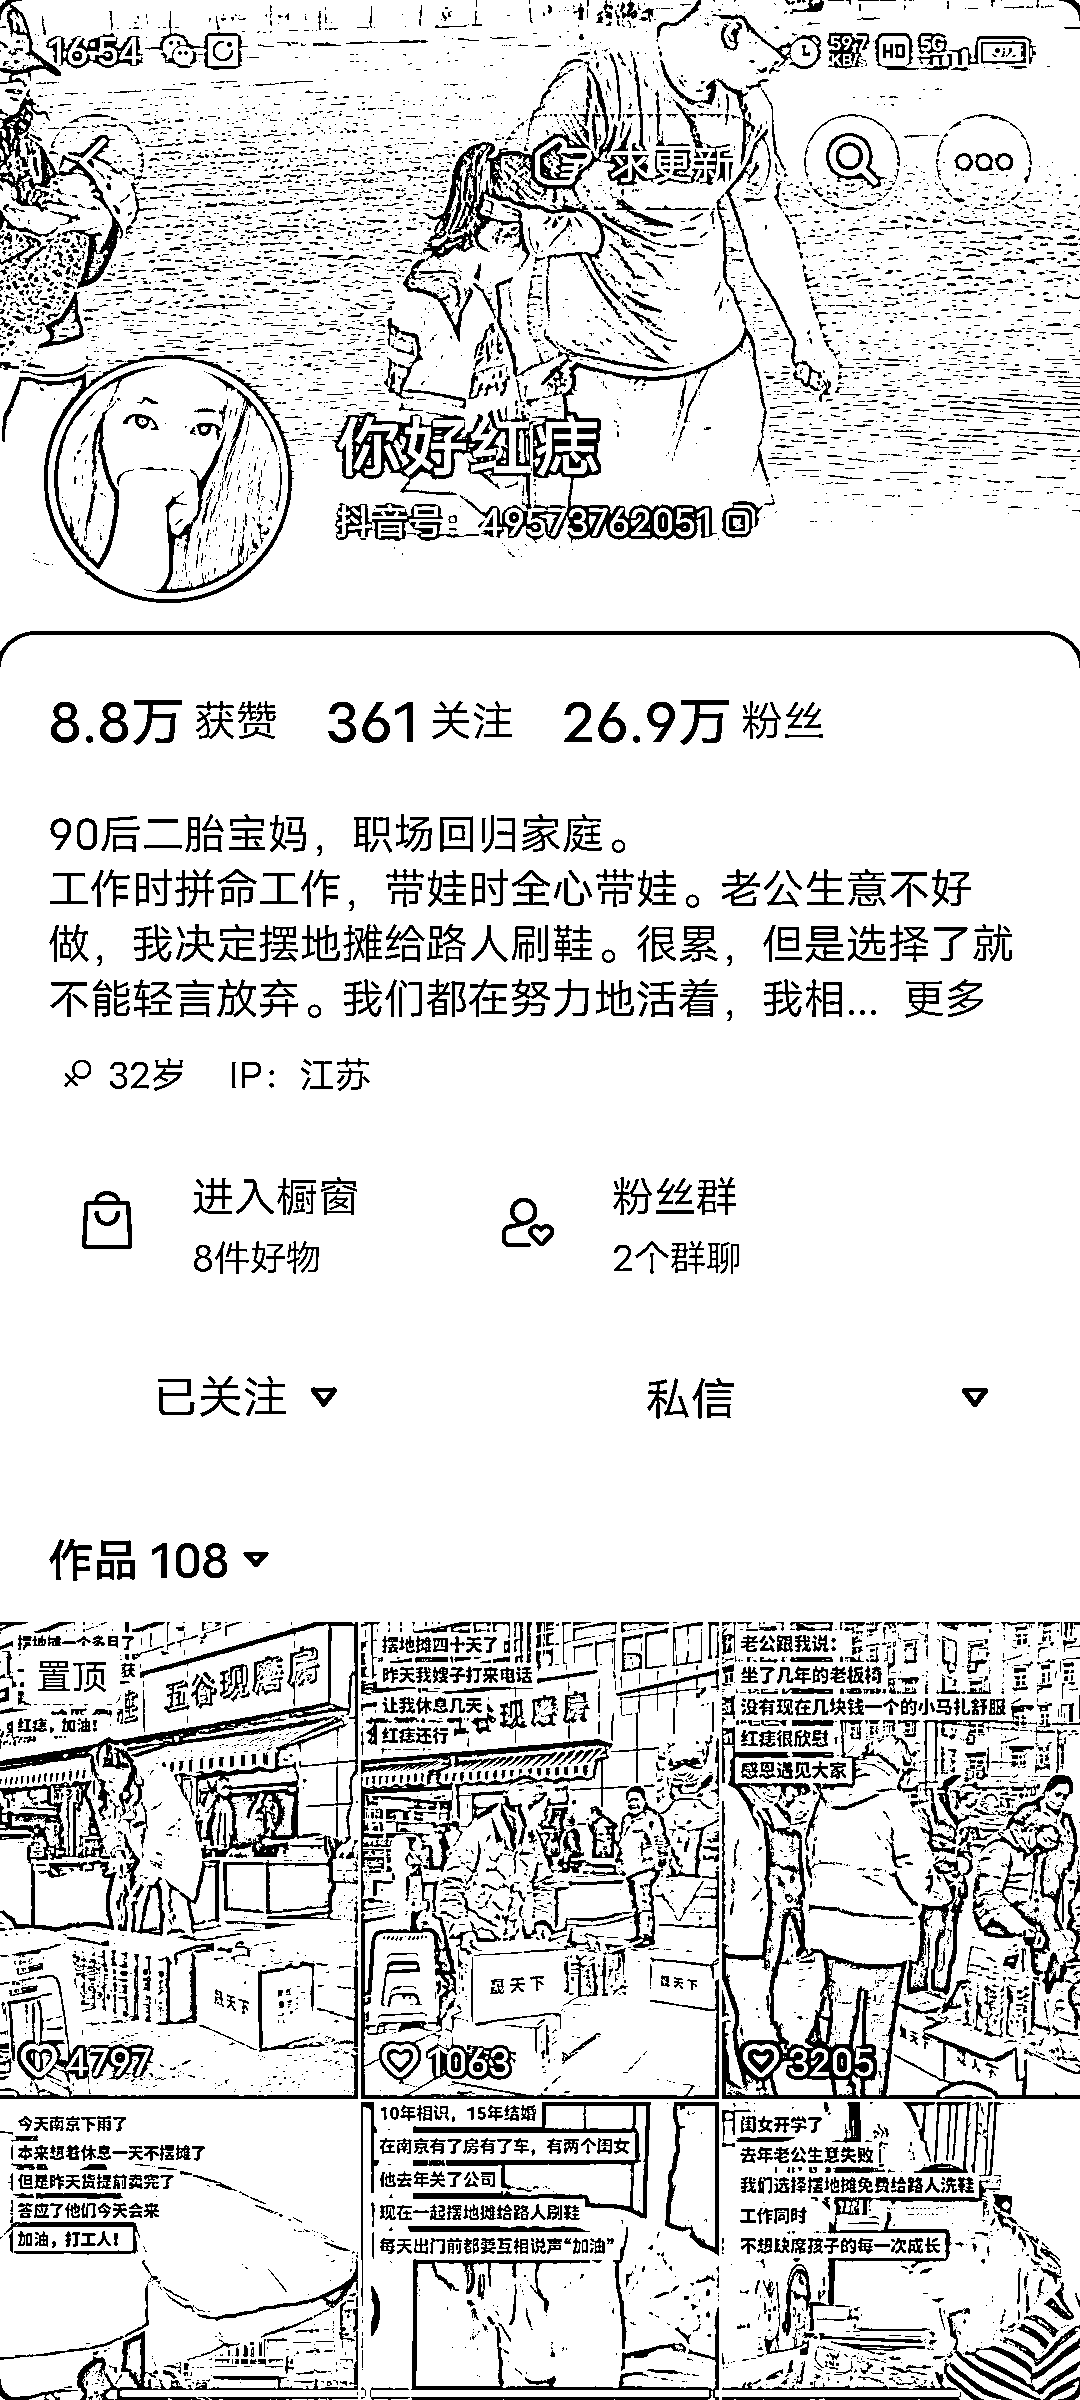 16:54
59.7 KB/s HD 5G
求更新
你好红痣
抖音号：49573762051
8.8万 获赞 361 关注 26.9万 粉丝
90后二胎宝妈，职场回归家庭。
工作时拼命工作，带娃时全心带娃。老公生意不好
做，我决定摆地摊给路人刷鞋。很累，但是选择了就
不能轻言放弃。我们都在努力地活着，我相... 更多
32岁 IP：江苏
进入橱窗
8件好物
粉丝群
2个群聊
已关注
私信
作品 108
摆地摊一个多月了
置顶
红痣，加油！
五谷现磨房
4797
摆地摊四十天了
昨天我嫂子打来电话
让我休息几天
红痣还行
现磨房
天下
1063
老公跟我说：
坐了几年的老板椅
没有现在几块钱一个的小马扎舒服
红痣很欣慰
感恩遇见大家
3205
今天南京下雨了
本来想着休息一天不摆摊了
但是昨天货提前卖完了
答应了他们今天会来
加油，打工人！
10年相识，15年结婚
在南京有了房有了车，有两个闺女
他去年关了公司
现在一起摆地摊给路人刷鞋
每天出门前都要互相说声“加油”
闺女开学了
去年老公生意失败
我们选择摆地摊免费给路人洗鞋
工作同时
不想缺席孩子的每一次成长